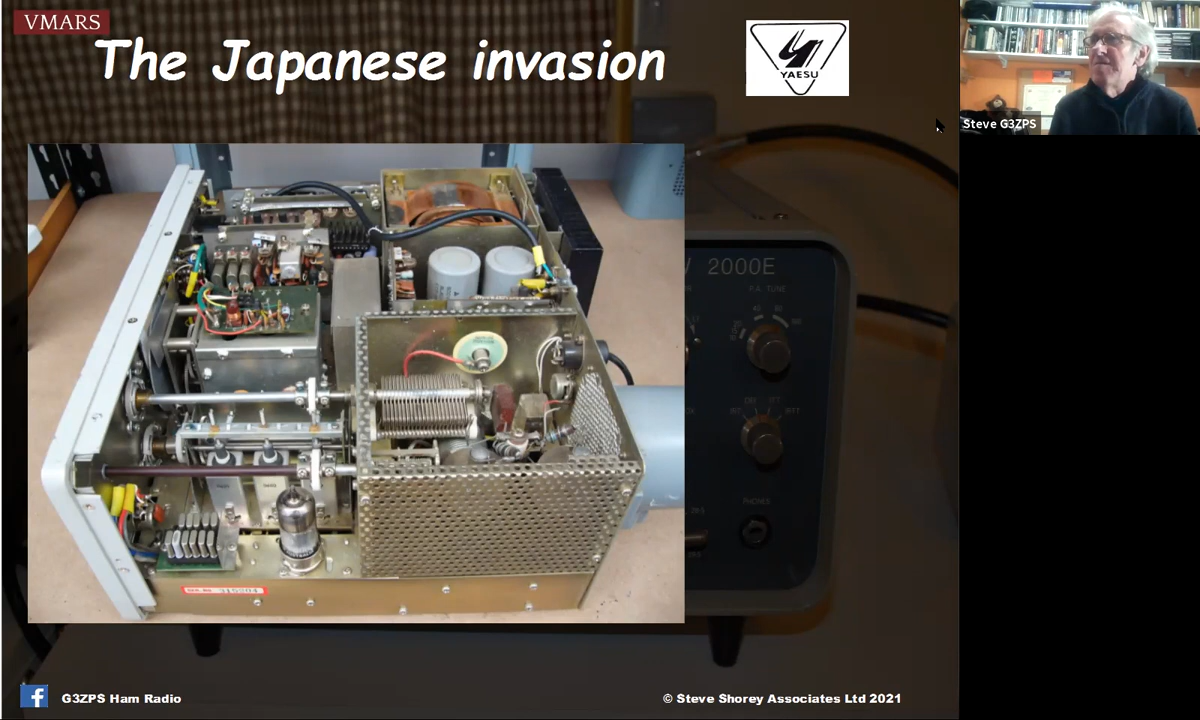 VMARS
The Japanese invasion
YAESU
Steve G3ZPS
2000E
P.A. TUNE
PHONES
G3ZPS Ham Radio
© Steve Shorey Associates Ltd 2021